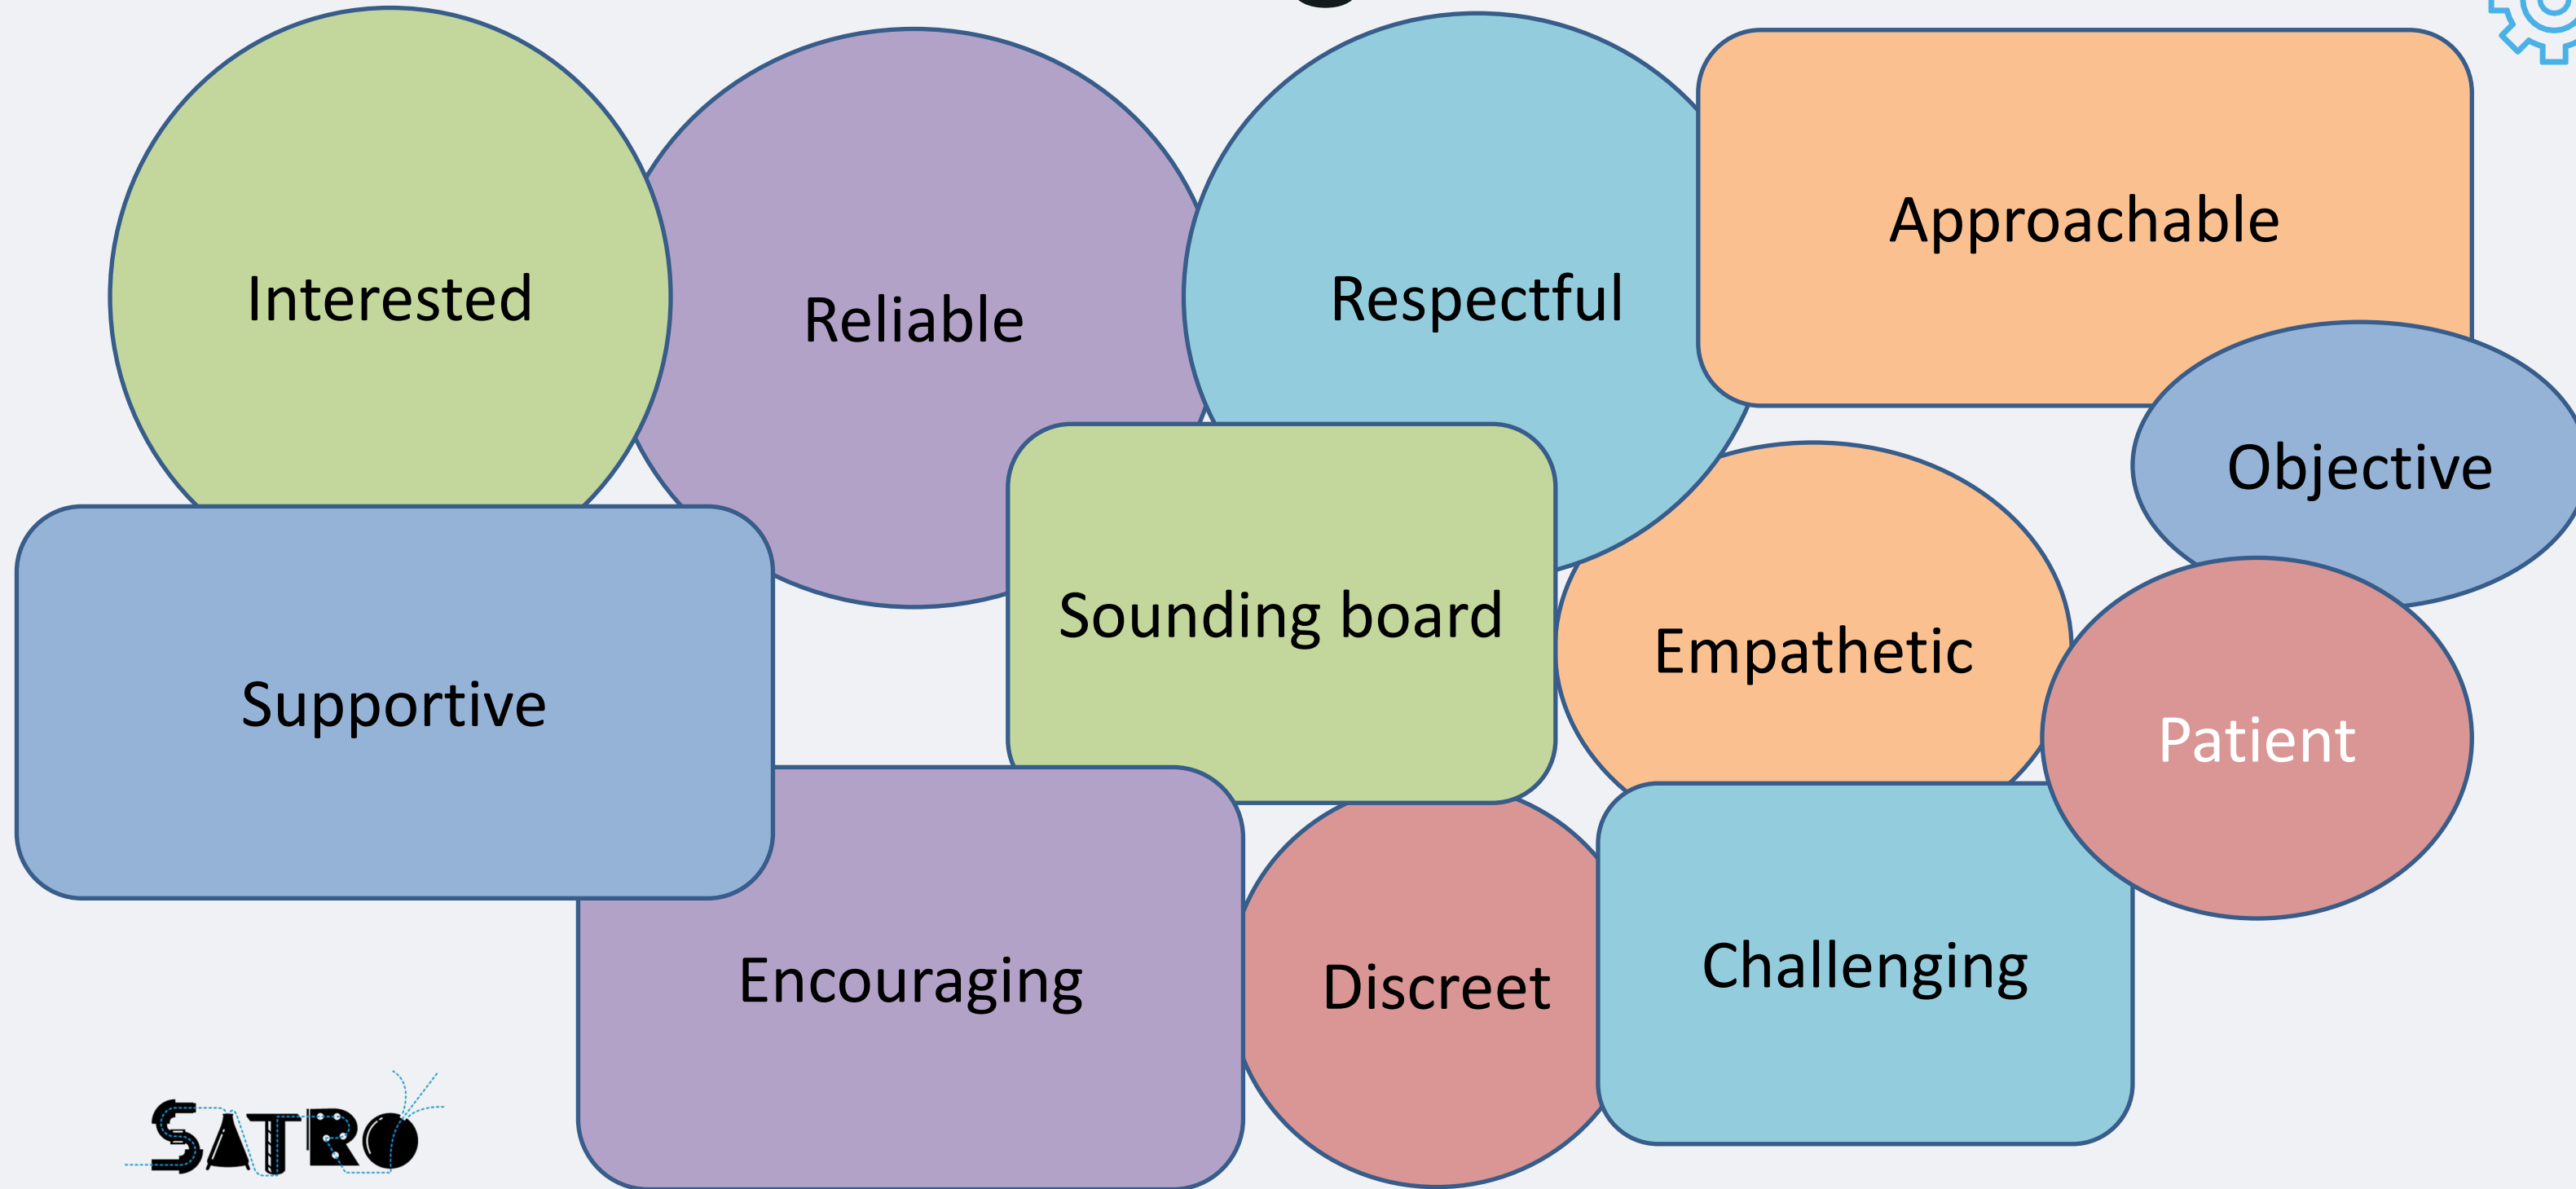 Interested
Reliable
Respectful
Approachable
Objective
Sounding board
Empathetic
Supportive
Patient
Encouraging
Discreet
Challenging
SATRO